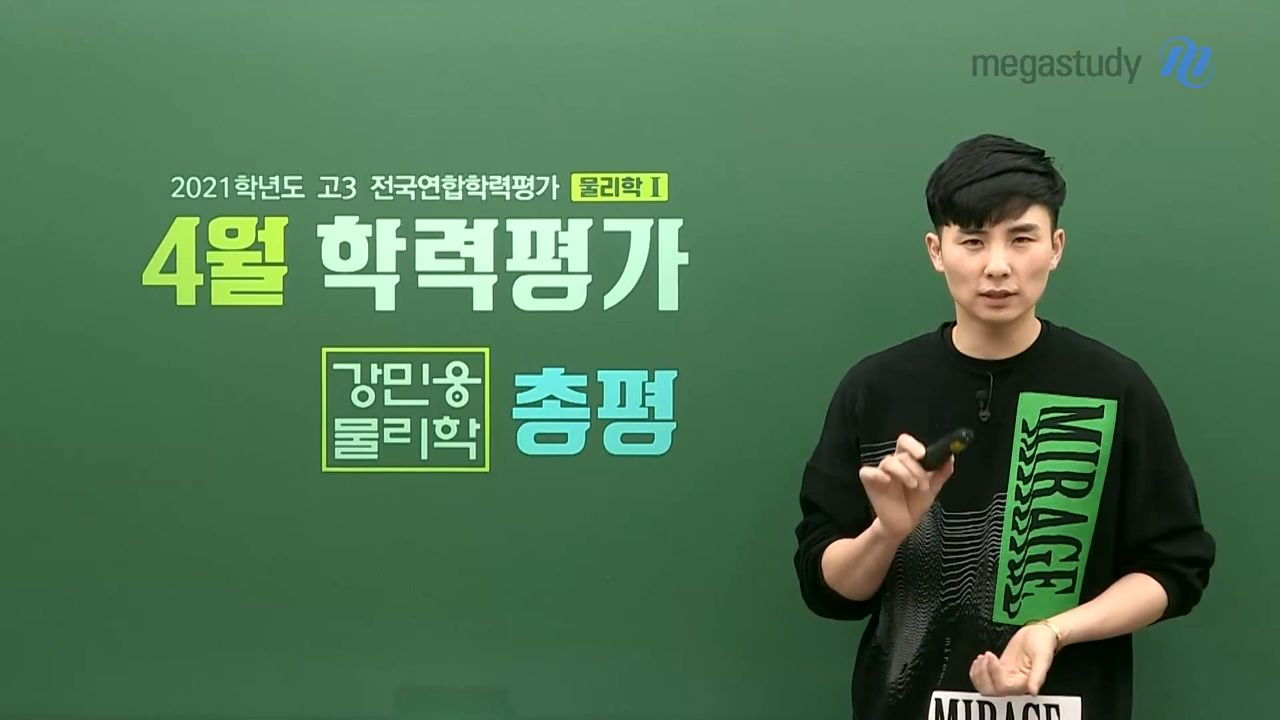 megastudy
2021학년도 고3 전국연합학력평가 물리학 I
4월 학력평가
강민웅
물리학
총평
MIRAGE
MIRAGE